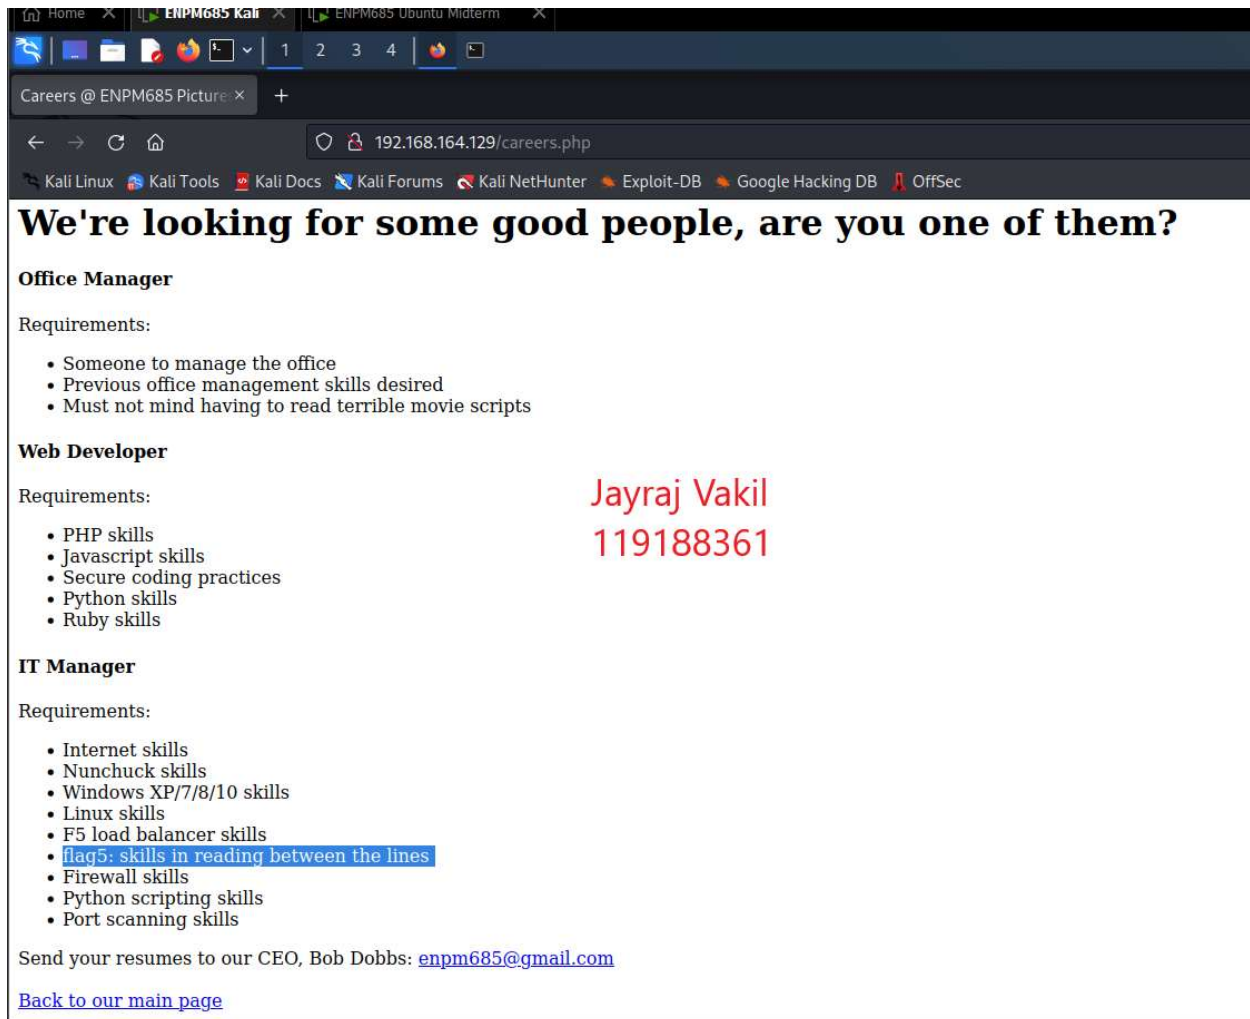 Home
ENPM685 Kali
ENPM685 Ubuntu Midterm
1 2 3 4
Careers @ ENPM685 Picture
192.168.164.129/careers.php
Kali Linux Kali Tools Kali Docs Kali Forums Kali NetHunter Exploit-DB Google Hacking DB OffSec
We're looking for some good people, are you one of them?
Office Manager
Requirements:
• Someone to manage the office
• Previous office management skills desired
• Must not mind having to read terrible movie scripts
Web Developer
Requirements:
Jayraj Vakil
119188361
• PHP skills
• Javascript skills
• Secure coding practices
• Python skills
• Ruby skills
IT Manager
Requirements:
• Internet skills
• Nunchuck skills
• Windows XP/7/8/10 skills
• Linux skills
• F5 load balancer skills
• flag5: skills in reading between the lines
• Firewall skills
• Python scripting skills
• Port scanning skills
Send your resumes to our CEO, Bob Dobbs: enpm685@gmail.com
Back to our main page